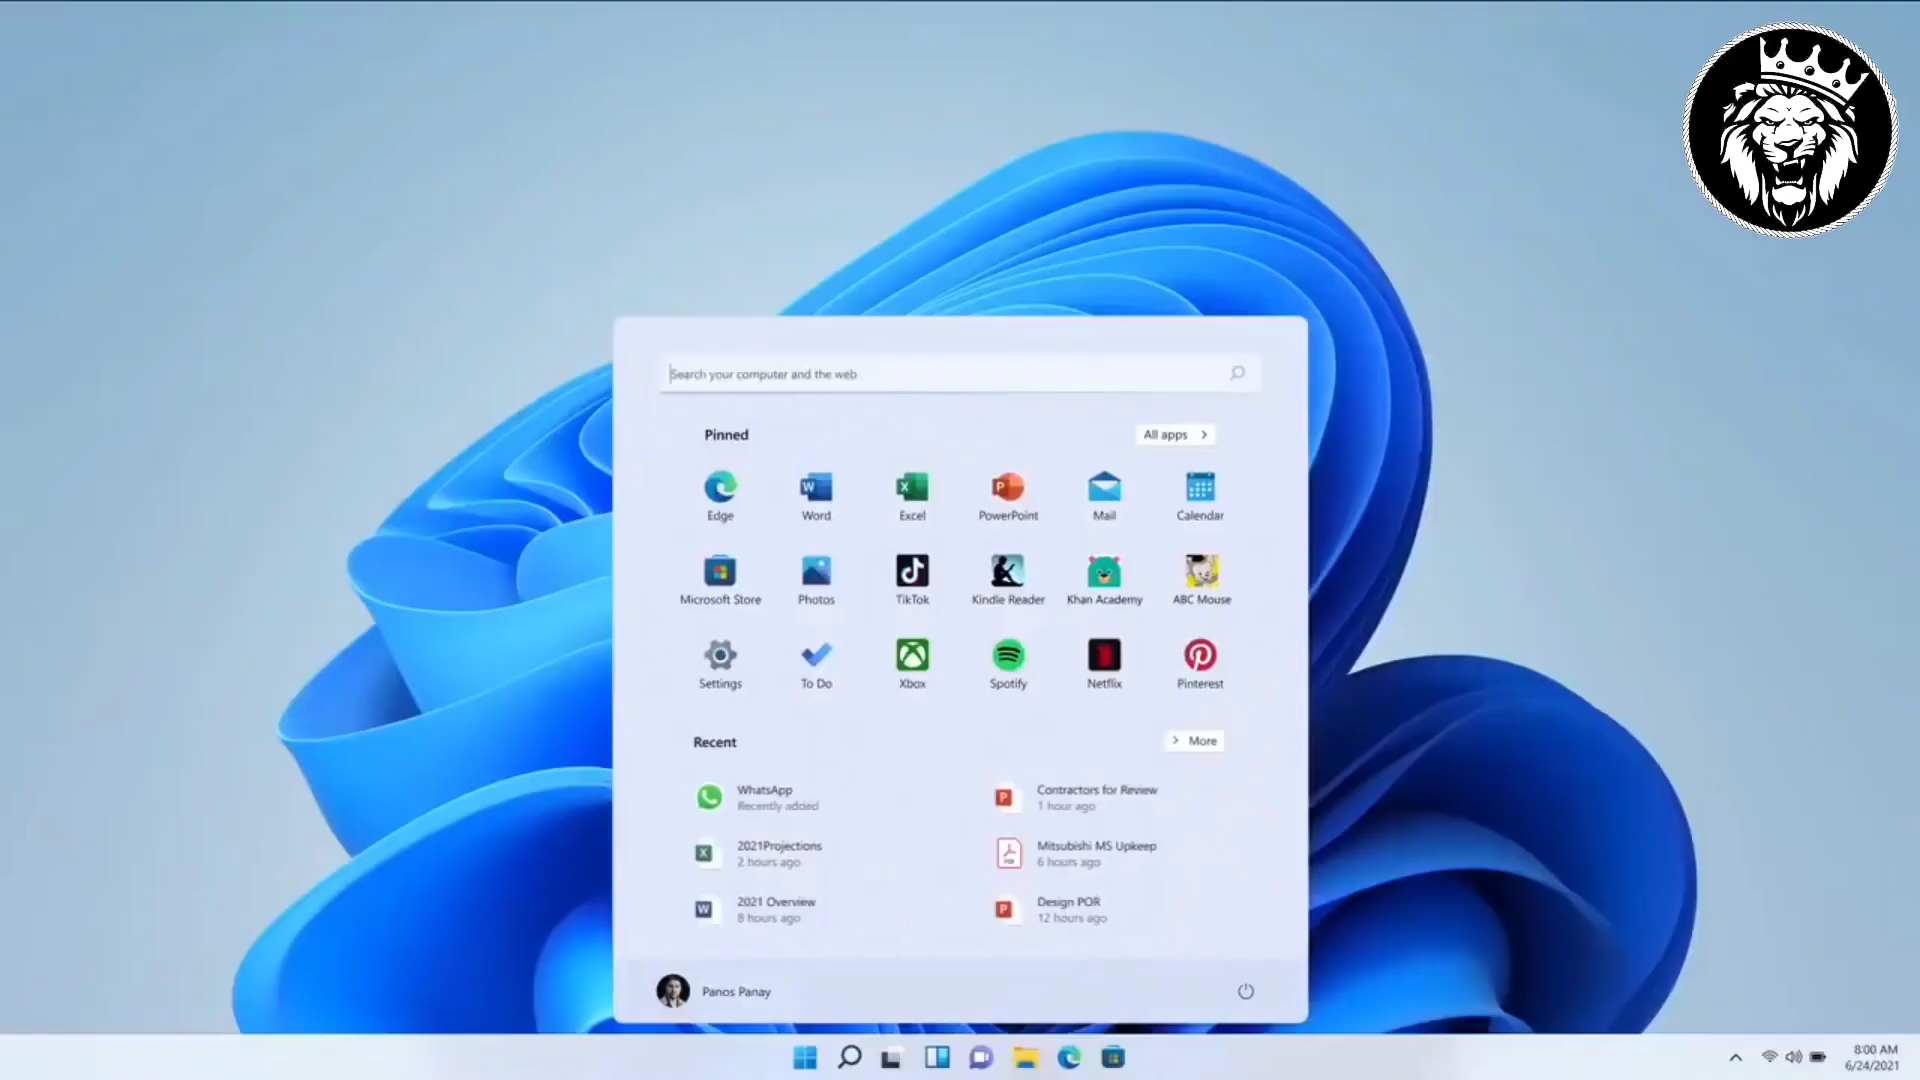 Search your computer and the web
Pinned
All apps
Edge
Word
Excel
PowerPoint
Mail
Calendar
Microsoft Store
Photos
TikTok
Kindle Reader
Khan Academy
ABC Mouse
Settings
To Do
Xbox
Spotify
Netflix
Pinterest
Recent
More
WhatsApp
Recently added
Contractors for Review
1 hour ago
2021Projections
2 hours ago
Mitsubishi MS Upkeep
6 hours ago
2021 Overview
8 hours ago
Design POR
12 hours ago
Panos Panay
8:00 AM
6/24/2021